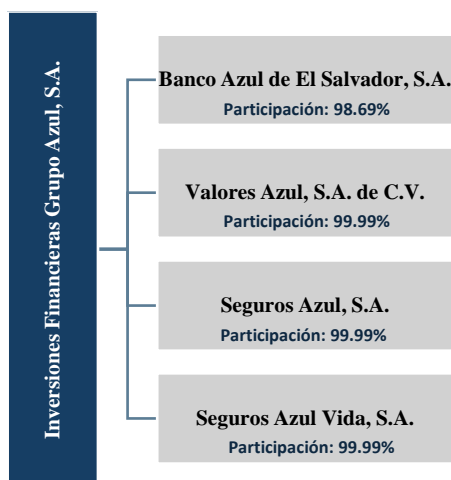 Inversiones Financieras Grupo Azul, S.A.
Banco Azul de El Salvador, S.A.
Participación: 98.69%
Valores Azul, S.A. de C.V.
Participación: 99.99%
Seguros Azul, S.A.
Participación: 99.99%
Seguros Azul Vida, S.A.
Participación: 99.99%